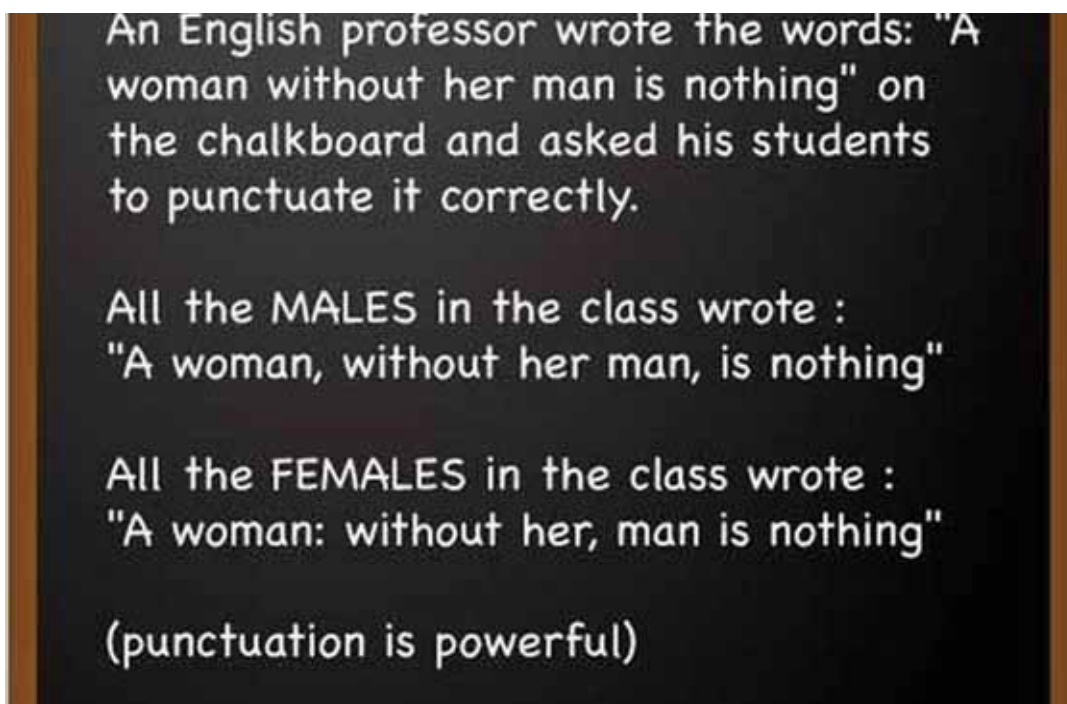 An English professor wrote the words: "A
woman without her man is nothing" on
the chalkboard and asked his students
to punctuate it correctly.
All the MALES in the class wrote :
"A woman, without her man, is nothing"
All the FEMALES in the class wrote :
"A woman: without her, man is nothing"
(punctuation is powerful)